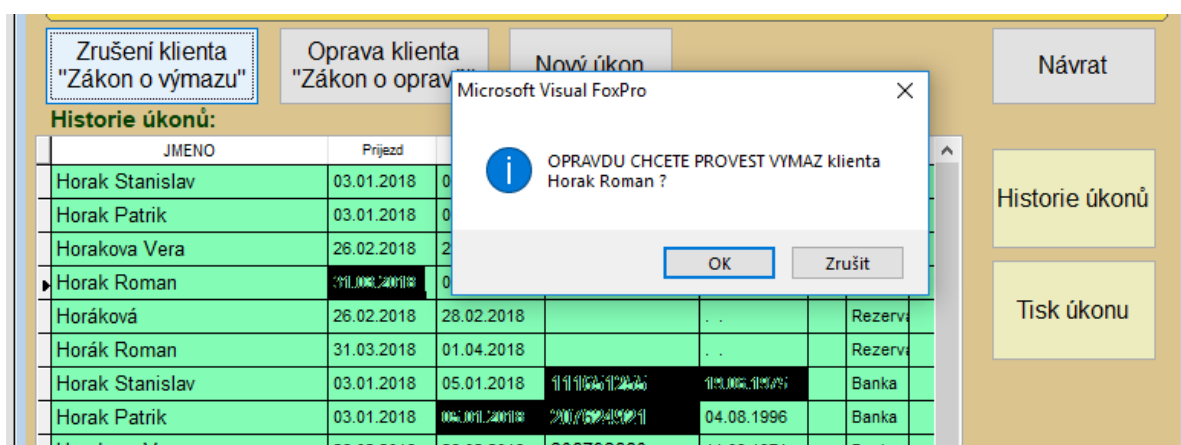 Zrušení klienta
"Zákon o výmazu"
Oprava klienta
"Zákon o
Nový úkon
Návrat
Microsoft Visual FoxPro
OPRAVDU CHCETE PROVEST VYMAZ klienta
Horak Roman ?
OK Zrušit
Historie úkonů:
JMENO Prijezd
Horak Stanislav 03.01.2018
Horak Patrik 03.01.2018
Horakova Vera 26.02.2018
Horak Roman
Horáková 26.02.2018 28.02.2018 . .
Horák Roman 31.03.2018 01.04.2018 . .
Horak Stanislav 03.01.2018 05.01.2018 Banka
Horak Patrik 03.01.2018 04.08.1996 Banka
Historie úkonů
Tisk úkonu